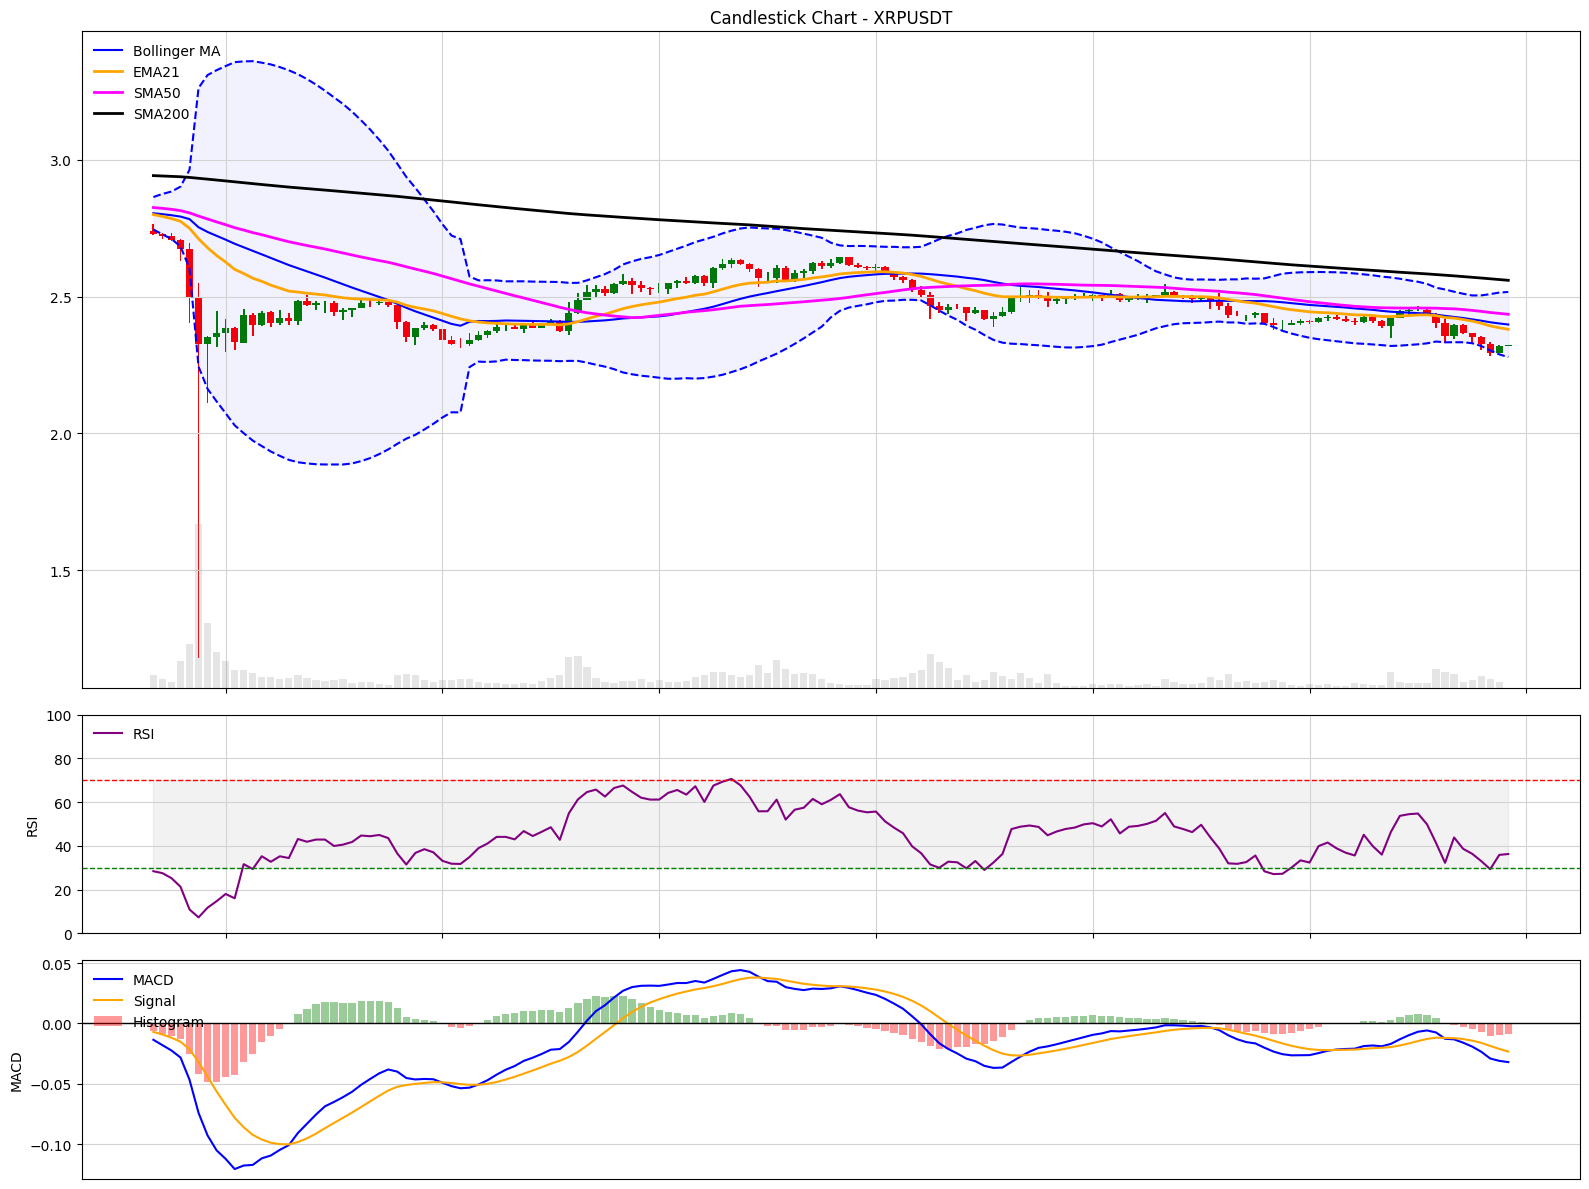 Candlestick Chart - XRPUSDT
Bollinger MA
EMA21
SMA50
SMA200
3.0
2.5
2.0
1.5
100
80
60
40
20
0
RSI
RSI
0.05
0.00
−0.05
−0.10
MACD
MACD
Signal
Histogram